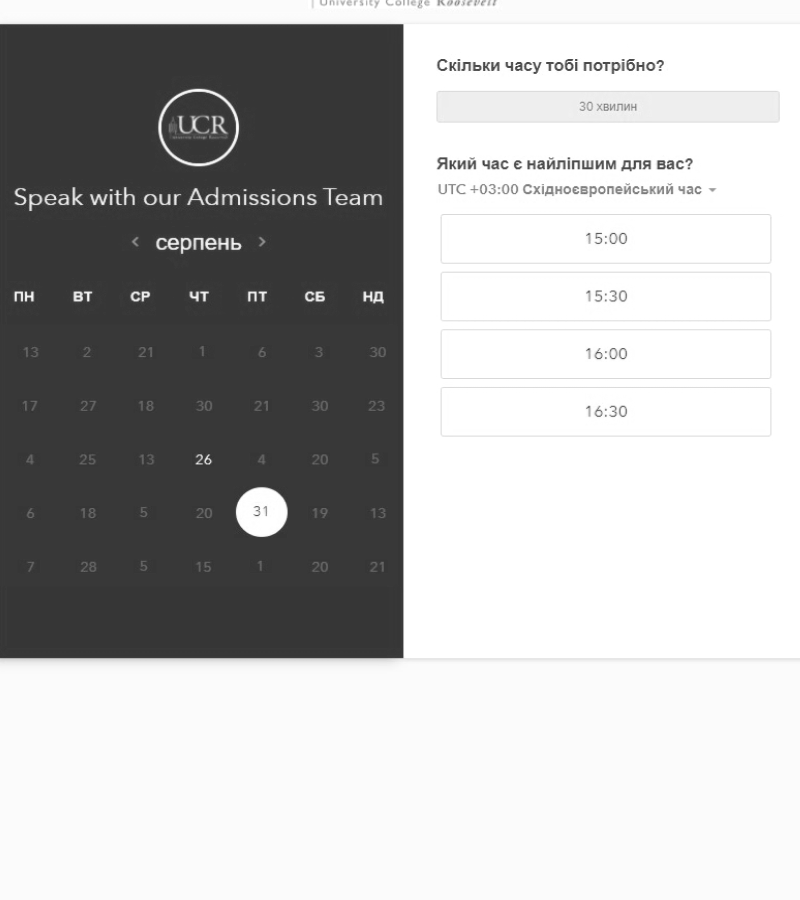 | University College Roosevelt
UCR
Speak with our Admissions Team
< серпень >
ПН ВТ СР ЧТ ПТ СБ НД
13 2 21 1 6 3 30
17 27 18 30 21 30 23
4 25 13 26 4 20 5
6 18 5 20 31 19 13
7 28 5 15 1 20 21
Скільки часу тобі потрібно?
30 хвилин
Який час є найліпшим для вас?
UTC +03:00 Східноєвропейський час
15:00
15:30
16:00
16:30